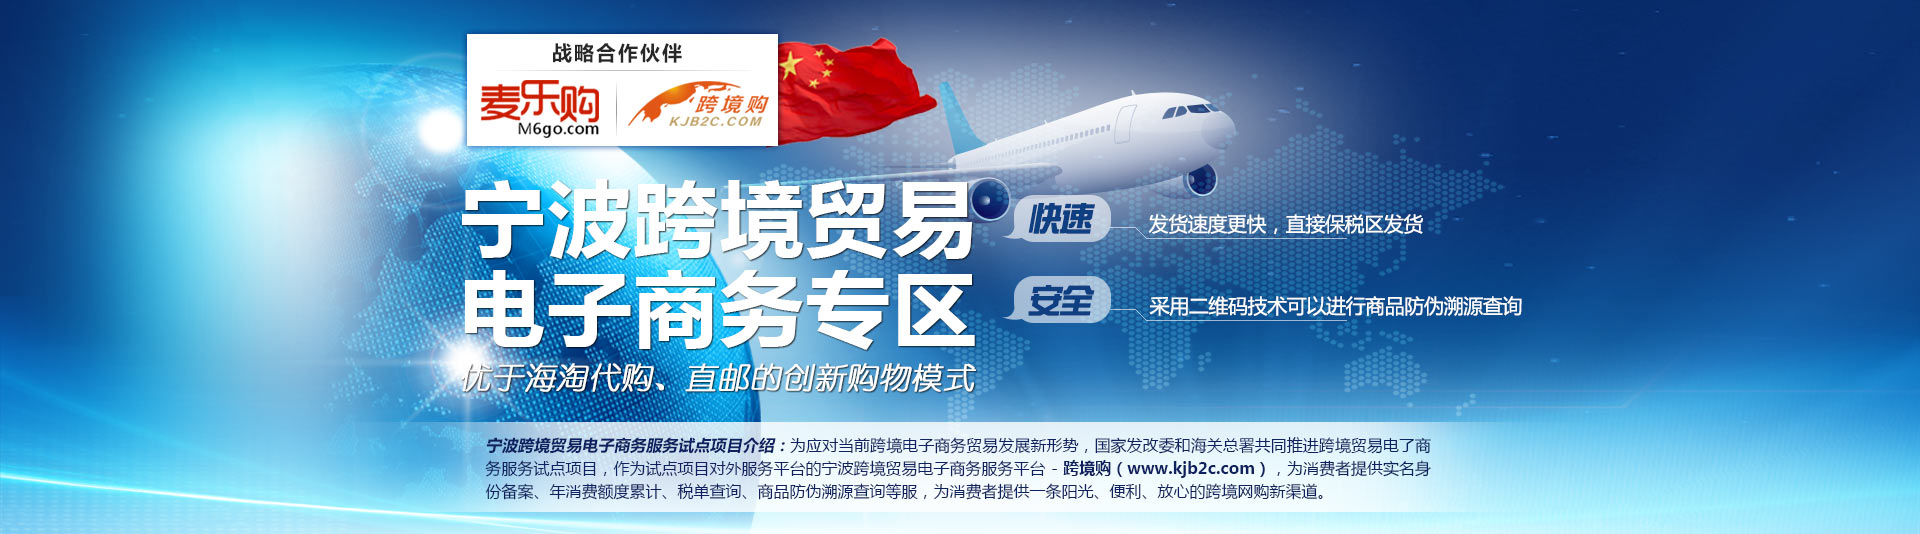 战略合作伙伴
麦乐购
M6go.com
跨境购
KJB2C.COM
宁波跨境贸易
电子商务专区
优于海淘代购、直邮的创新购物模式
快速
发货速度更快，直接保税区发货
安全
采用二维码技术可以进行商品防伪溯源查询
宁波跨境贸易电子商务服务试点项目介绍：为应对当前跨境电子商务贸易发展新形势，国家发改委和海关总署共同推进跨境贸易电了商
务服务试点项目，作为试点项目对外服务平台的宁波跨境贸易电子商务服务平台 - 跨境购（www.kjb2c.com），为消费者提供实名身
份备案、年消费额度累计、税单查询、商品防伪溯源查询等服，为消费者提供一条阳光、便利、放心的跨境网购新渠道。